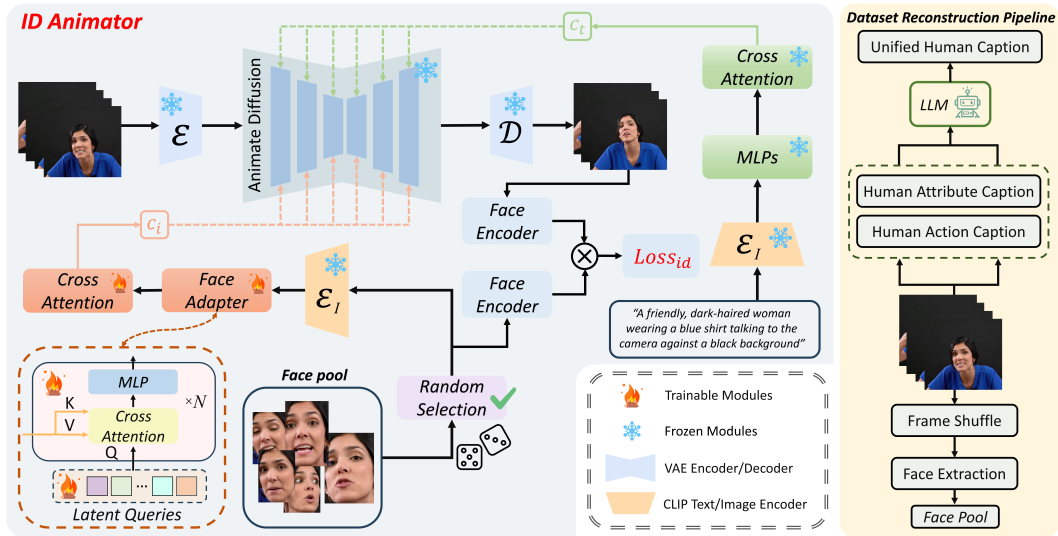 ID Animator
ℰ
Animate Diffusion
𝒟
c_t
Cross
Attention
MLPs
ℰ_I
"A friendly, dark-haired woman
wearing a blue shirt talking to the
camera against a black background"
c_i
Face
Encoder
Face
Encoder
Loss_id
Cross
Attention
Face
Adapter
ℰ_I
MLP
×N
K
V
Cross
Attention
Q
...
Latent Queries
Face pool
Random
Selection
Trainable Modules
Frozen Modules
VAE Encoder/Decoder
CLIP Text/Image Encoder
Dataset Reconstruction Pipeline
Unified Human Caption
LLM
Human Attribute Caption
Human Action Caption
Frame Shuffle
Face Extraction
Face Pool